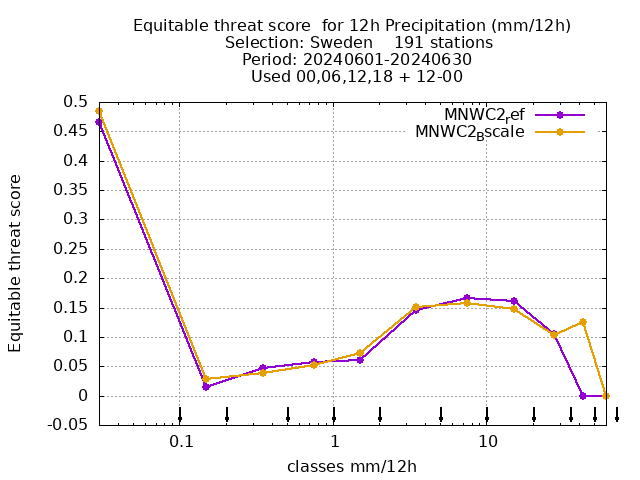 Equitable threat score  for 12h Precipitation (mm/12h)
Selection: Sweden    191 stations
Period: 20240601-20240630
Used 00,06,12,18 + 12-00
MNWC2ref
MNWC2Bscale
0.5
0.45
0.4
0.35
0.3
0.25
0.2
0.15
0.1
0.05
0
-0.05
Equitable threat score
0.1 1 10
classes mm/12h